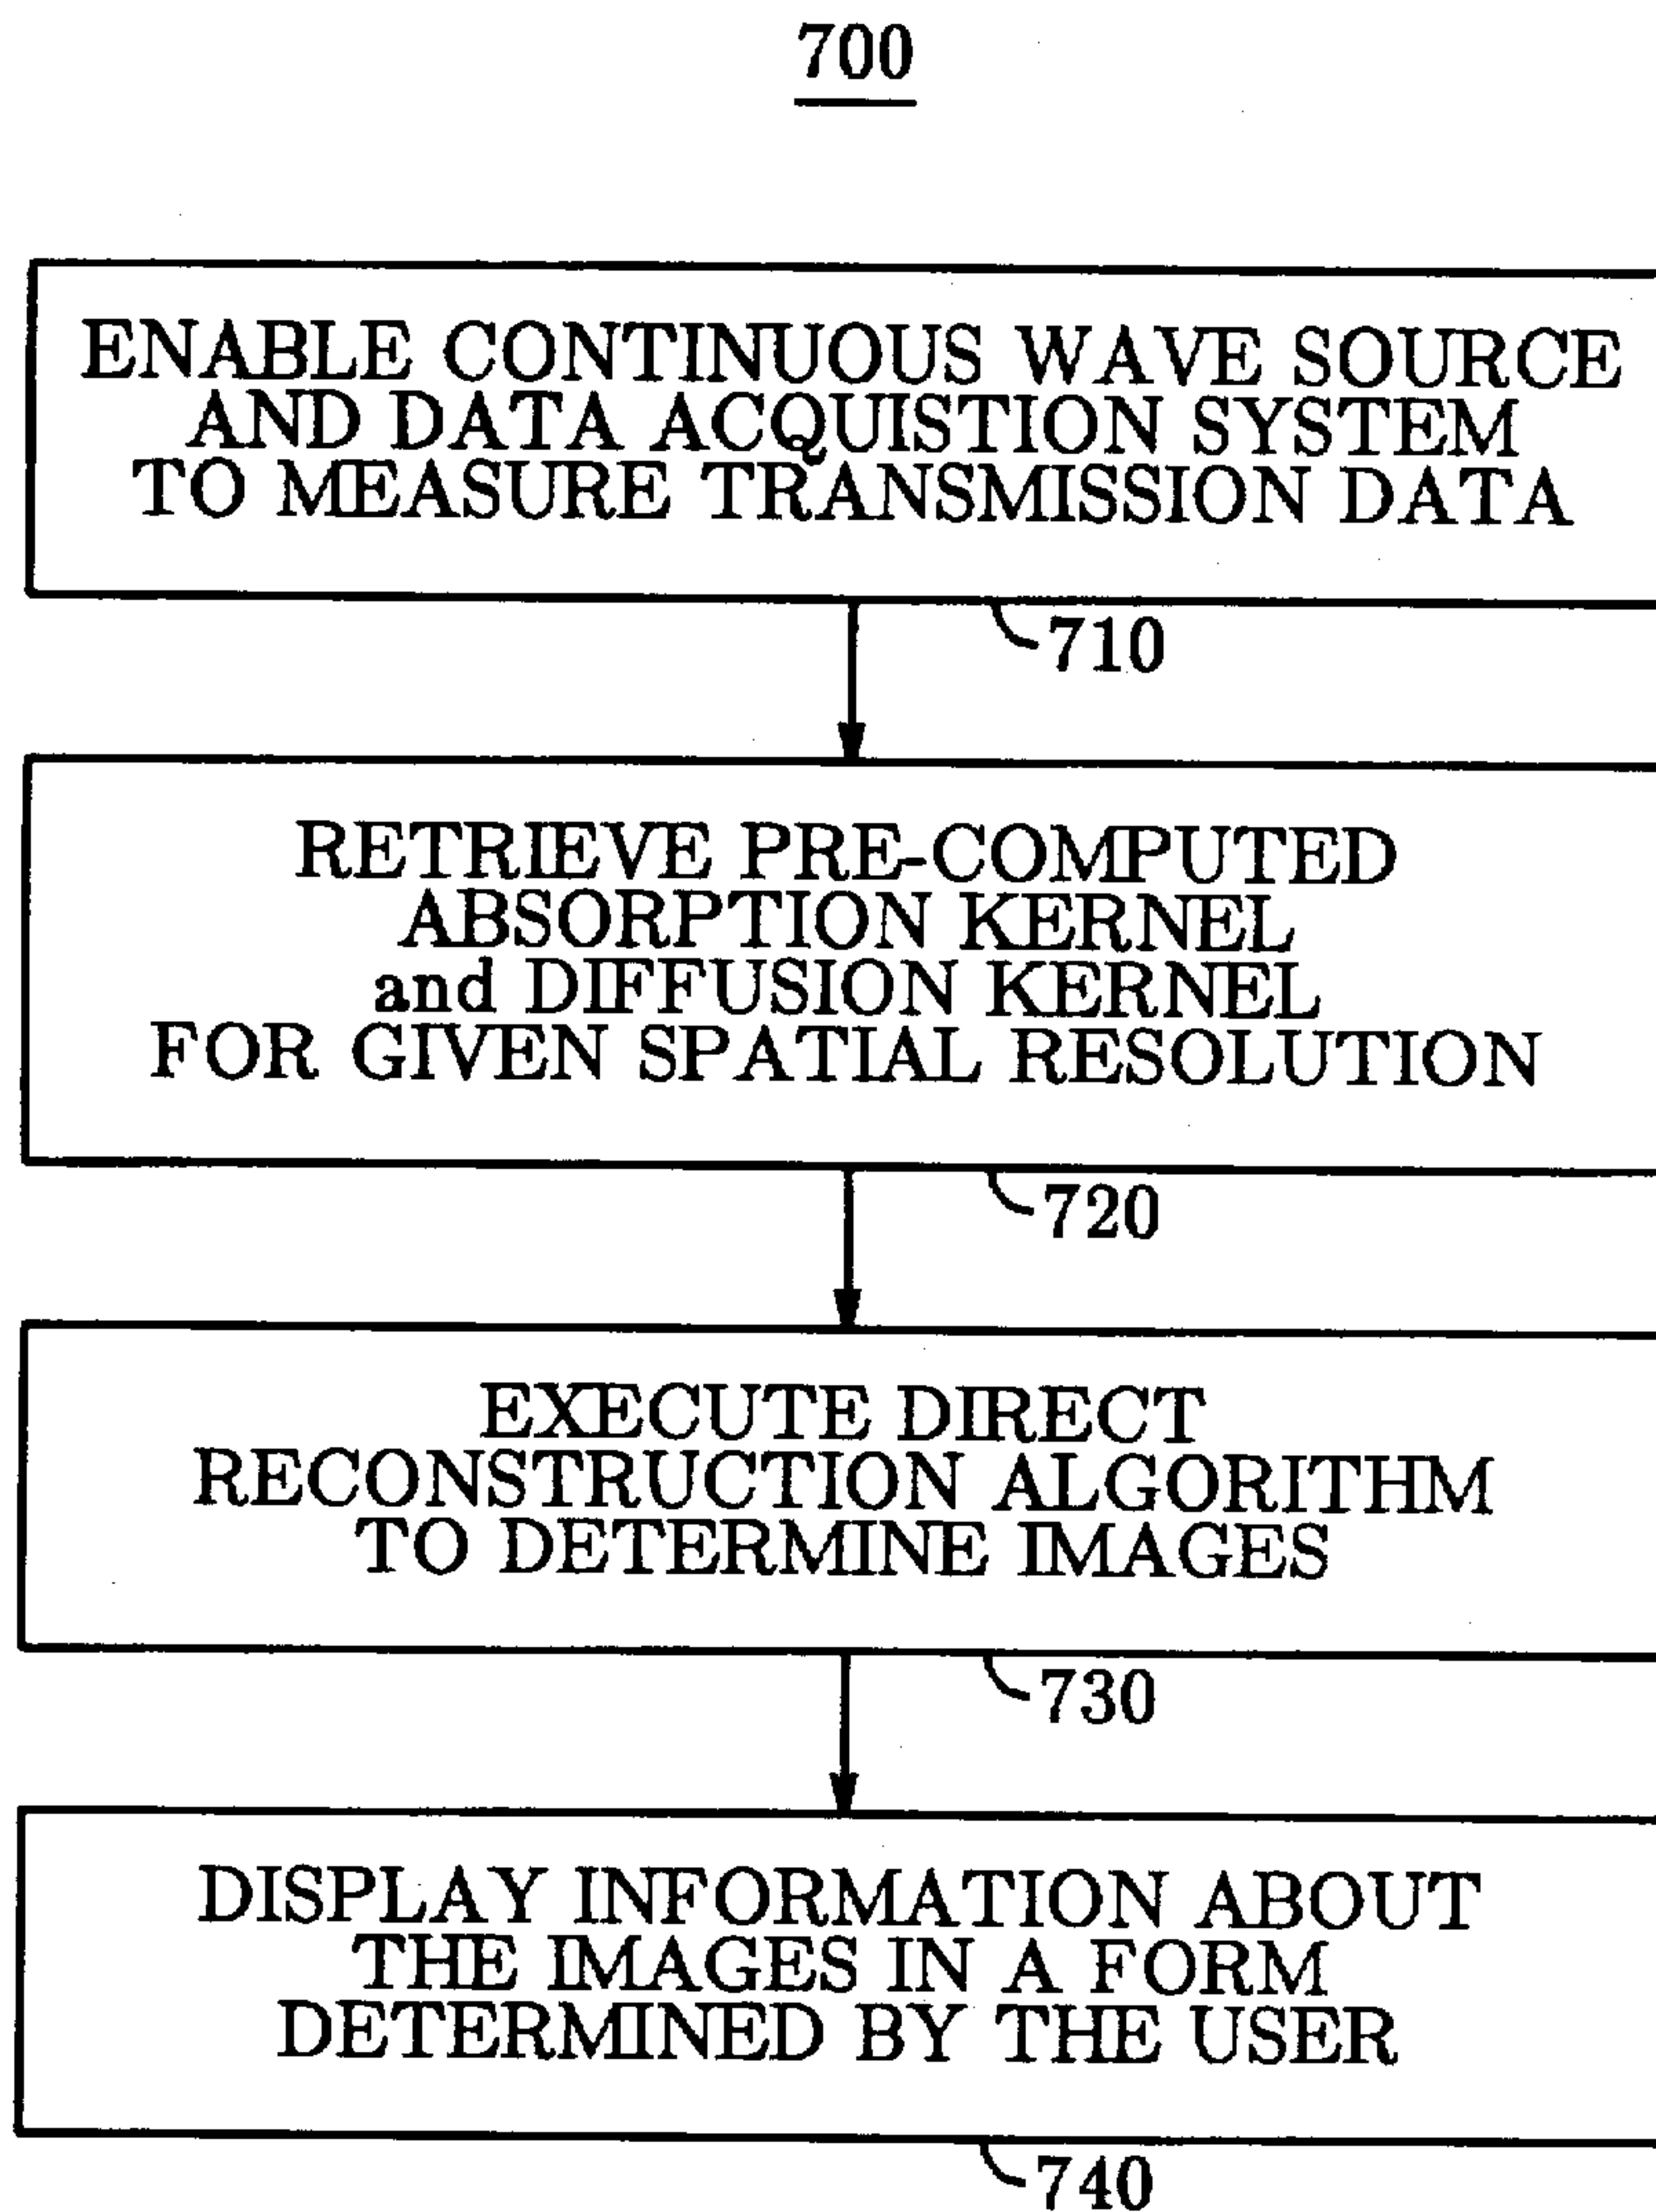 700
ENABLE CONTINUOUS WAVE SOURCE
AND DATA ACQUISTION SYSTEM
TO MEASURE TRANSMISSION DATA
710
RETRIEVE PRE-COMPUTED
ABSORPTION KERNEL
and DIFFUSION KERNEL
FOR GIVEN SPATIAL RESOLUTION
720
EXECUTE DIRECT
RECONSTRUCTION ALGORITHM
TO DETERMINE IMAGES
730
DISPLAY INFORMATION ABOUT
THE IMAGES IN A FORM
DETERMINED BY THE USER
740